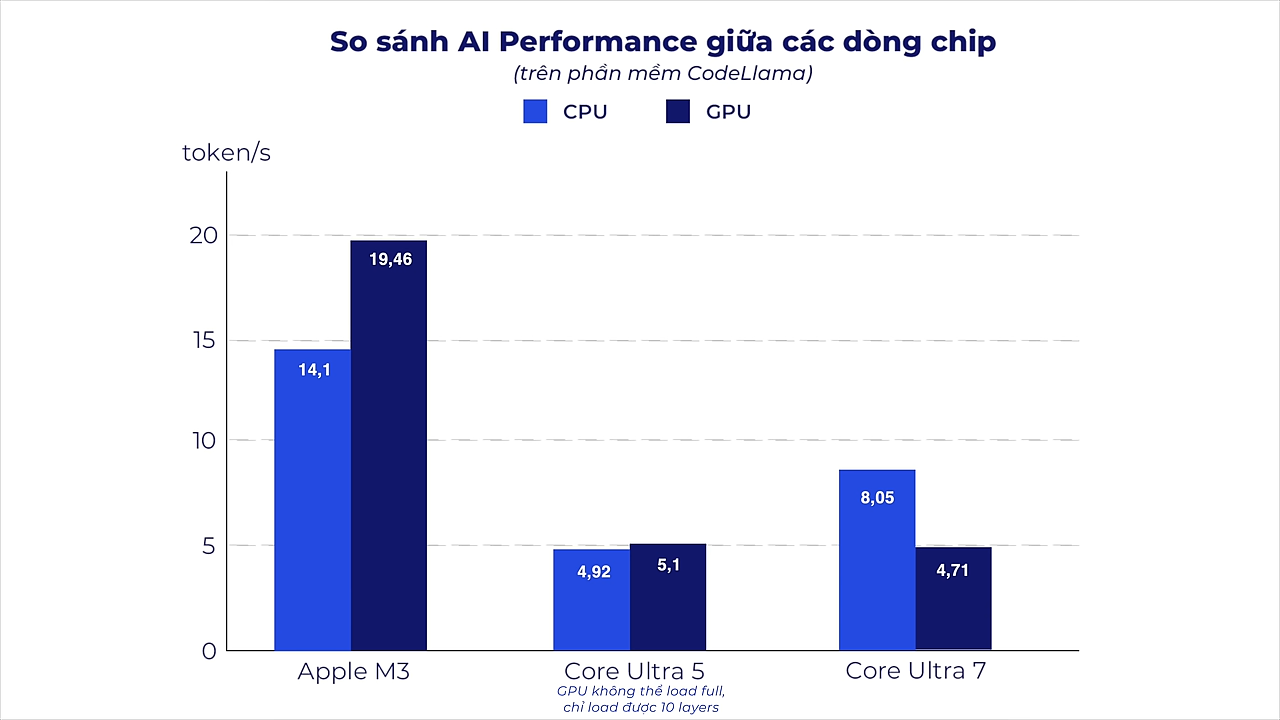 So sánh AI Performance giữa các dòng chip
(trên phần mềm CodeLlama)
CPU GPU
token/s
20
15
10
5
0
19,46
14,1
4,92
5,1
8,05
4,71
Apple M3
Core Ultra 5
Core Ultra 7
GPU không thể load full,
chỉ load được 10 layers